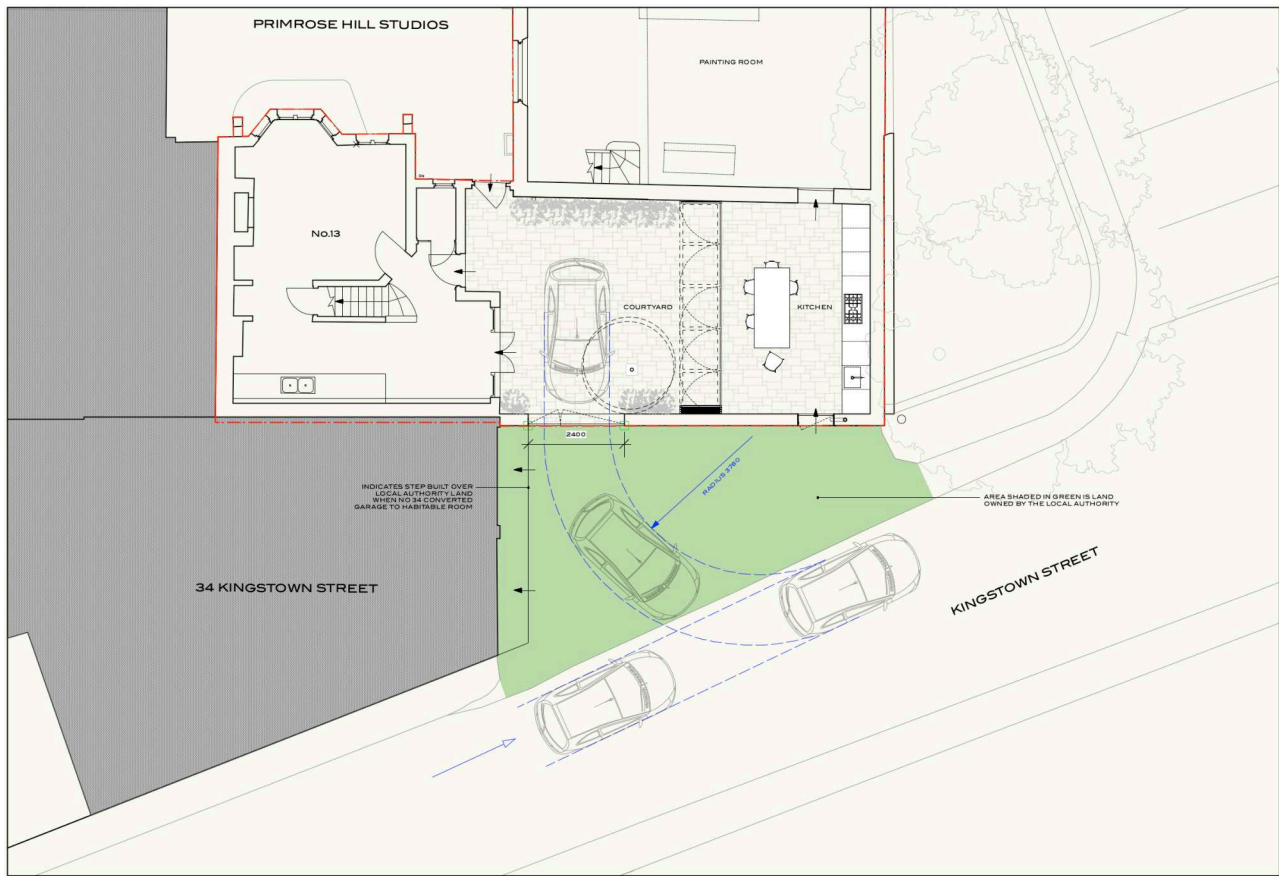 PRIMROSE HILL STUDIOS
PAINTING ROOM
No.13
COURTYARD
KITCHEN
2400
RADIUS 3760
INDICATES STEP BUILT OVER
LOCAL AUTHORITY LAND
WHEN NO 34 CONVERTED
GARAGE TO HABITABLE ROOM
AREA SHADED IN GREEN IS LAND
OWNED BY THE LOCAL AUTHORITY
34 KINGSTOWN STREET
KINGSTOWN STREET